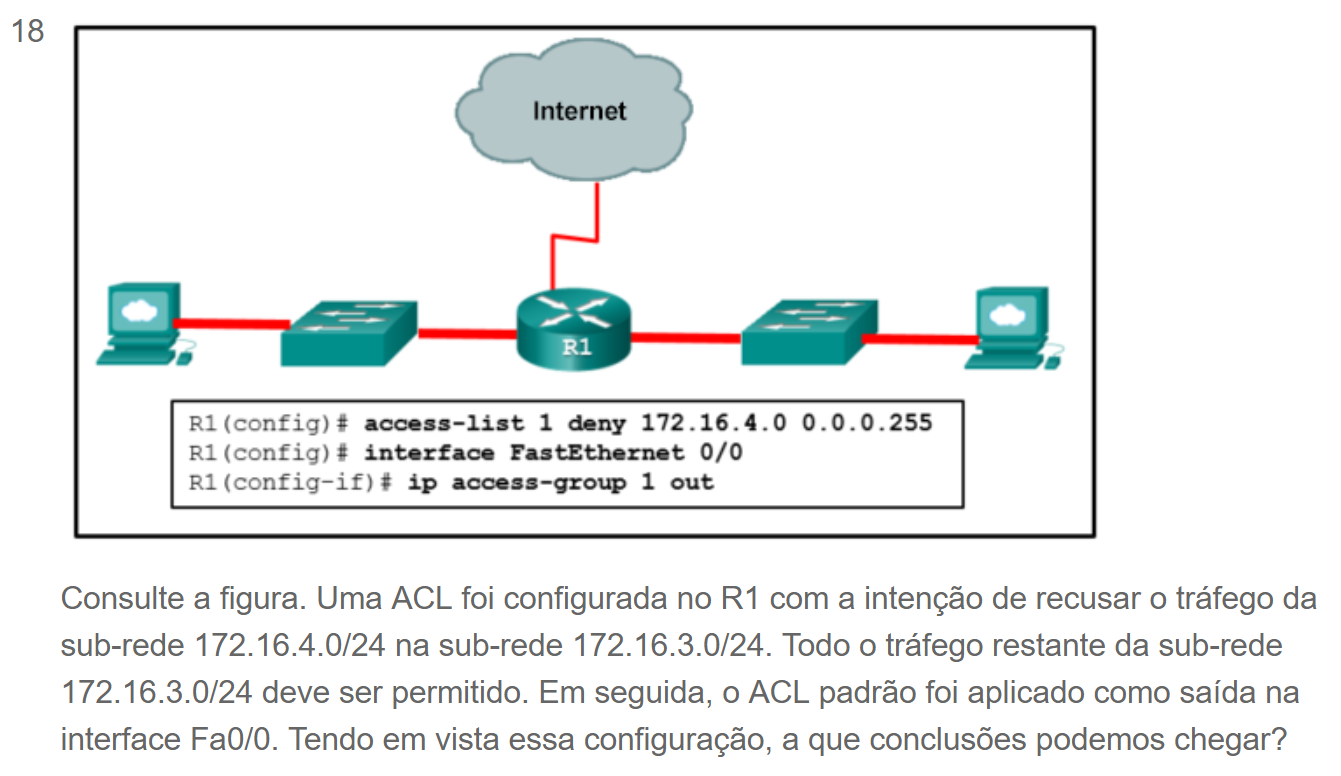 18
Internet
R1
R1(config)# access-list 1 deny 172.16.4.0 0.0.0.255
R1(config)# interface FastEthernet 0/0
R1(config-if)# ip access-group 1 out
Consulte a figura. Uma ACL foi configurada no R1 com a intenção de recusar o tráfego da
sub-rede 172.16.4.0/24 na sub-rede 172.16.3.0/24. Todo o tráfego restante da sub-rede
172.16.3.0/24 deve ser permitido. Em seguida, o ACL padrão foi aplicado como saída na
interface Fa0/0. Tendo em vista essa configuração, a que conclusões podemos chegar?